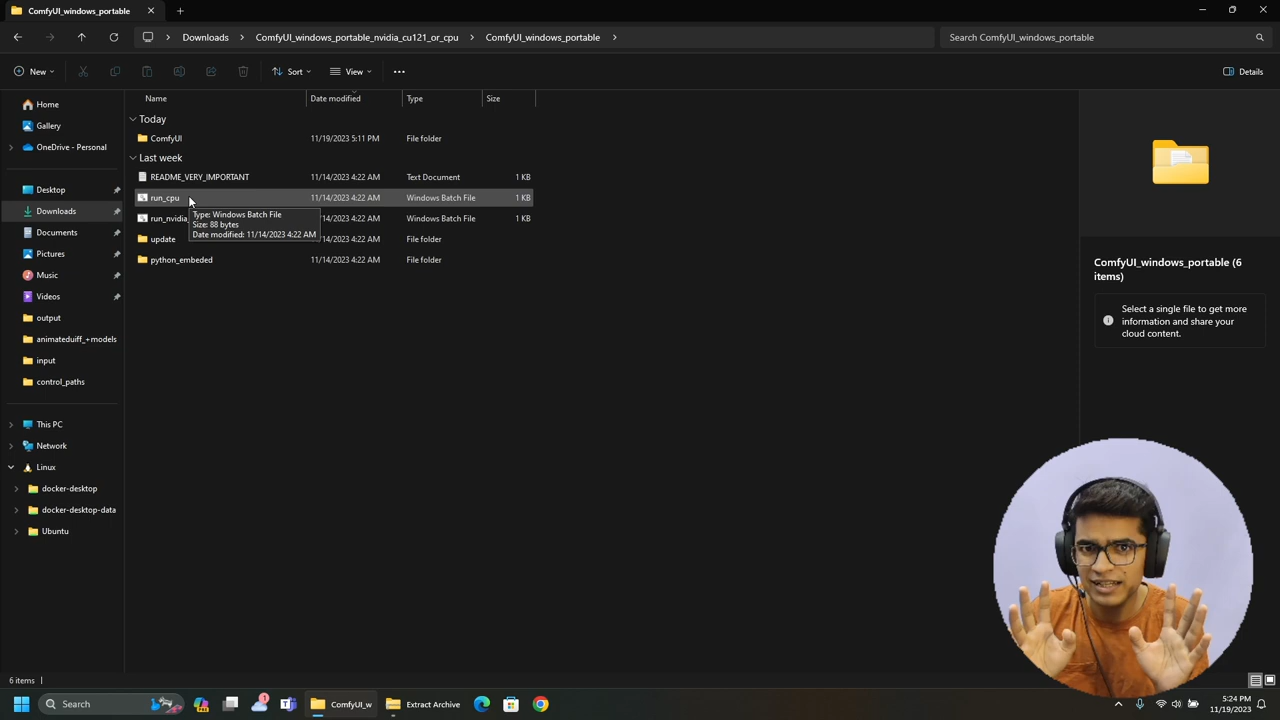 ComfyUI_windows_portable
Downloads
ComfyUI_windows_portable_nvidia_cu121_or_cpu
ComfyUI_windows_portable
Search ComfyUI_windows_portable
New
Sort
View
Details
Name Date modified Type Size
Home
Gallery
OneDrive - Personal
Desktop
Downloads
Documents
Pictures
Music
Videos
output
animateduiff_+models
input
control_paths
This PC
Network
Linux
docker-desktop
docker-desktop-data
Ubuntu
Today
ComfyUI 11/19/2023 5:11 PM File folder
Last week
README_VERY_IMPORTANT 11/14/2023 4:22 AM Text Document 1 KB
run_cpu 11/14/2023 4:22 AM Windows Batch File 1 KB
run_nvidia_ /14/2023 4:22 AM Windows Batch File 1 KB
Type: Windows Batch File
Size: 88 bytes
Date modified: 11/14/2023 4:22 AM
update /14/2023 4:22 AM File folder
python_embeded 11/14/2023 4:22 AM File folder
ComfyUI_windows_portable (6
items)
Select a single file to get more
information and share your
cloud content.
6 items
Search
1
ComfyUI_w
Extract Archive
5:24 PM
11/19/2023